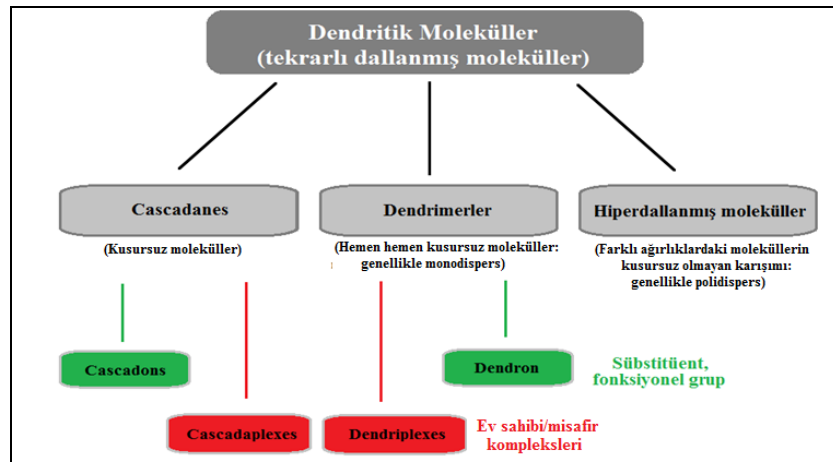 Dendritik Moleküller
(tekrarlı dallanmış moleküller)
Cascadanes
Dendrimerler
Hiperdallanmış moleküller
(Kusursuz moleküller)
(Hemen hemen kusursuz moleküller:
genellikle monodispers)
(Farklı ağırlıklardaki moleküllerin
kusursuz olmayan karışımı:
genellikle polidispers)
Cascadons
Dendron
Sübstitüent,
fonksiyonel grup
Cascadaplexes
Dendriplexes
Ev sahibi/misafir
kompleksleri